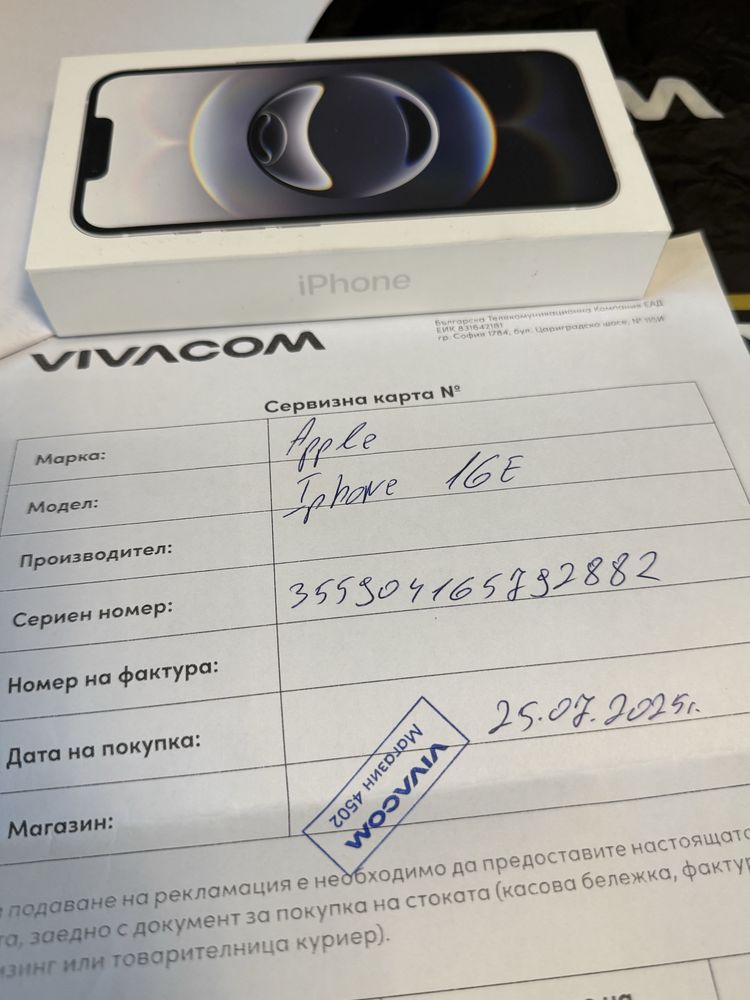 iPhone
VIVACOM
Българска Телекомуникационна Компания ЕАД
ЕИК 831642181
гр. София 1784, бул. Цариградско шосе, № 115И
Сервизна карта №
Марка: Apple
Модел: Iphone 16E
Производител:
Сериен номер: 355904165792882
Номер на фактура:
Дата на покупка: 25.07.2025г.
Магазин:
VIVACOM
Магазин 4502
подаване на рекламация е необходимо да предоставите настоящата
заедно с документ за покупка на стоката (касова бележка,
или товарителница куриер).